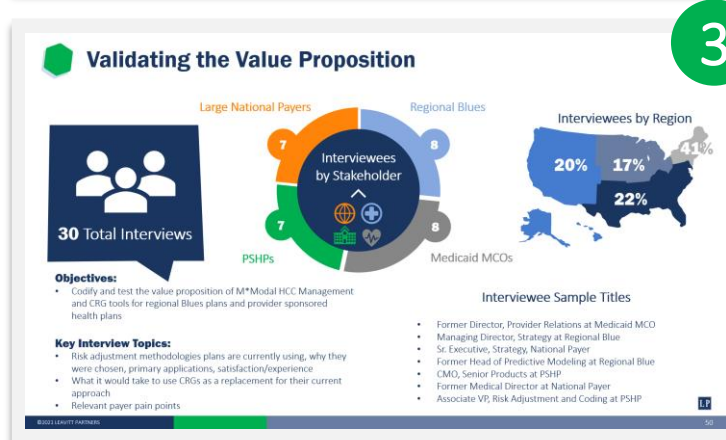 3
Validating the Value Proposition
Large National Payers
Regional Blues
7
8
Interviewees
by Stakeholder
7
8
PSHPs
Medicaid MCOs
30 Total Interviews
Interviewees by Region
20%
17%
41%
22%
Objectives:
• Codify and test the value proposition of M*Modal HCC Management
and CRG tools for regional Blues plans and provider sponsored
health plans
Key Interview Topics:
• Risk adjustment methodologies plans are currently using, why they
were chosen, primary applications, satisfaction/experience
• What it would take to use CRGs as a replacement for their current
approach
• Relevant payer pain points
Interviewee Sample Titles
• Former Director, Provider Relations at Medicaid MCO
• Managing Director, Strategy at Regional Blue
• Sr. Executive, Strategy, National Payer
• Former Head of Predictive Modeling at Regional Blue
• CMO, Senior Products at PSHP
• Former Medical Director at National Payer
• Associate VP, Risk Adjustment and Coding at PSHP
LP
©2021 LEAVITT PARTNERS
50